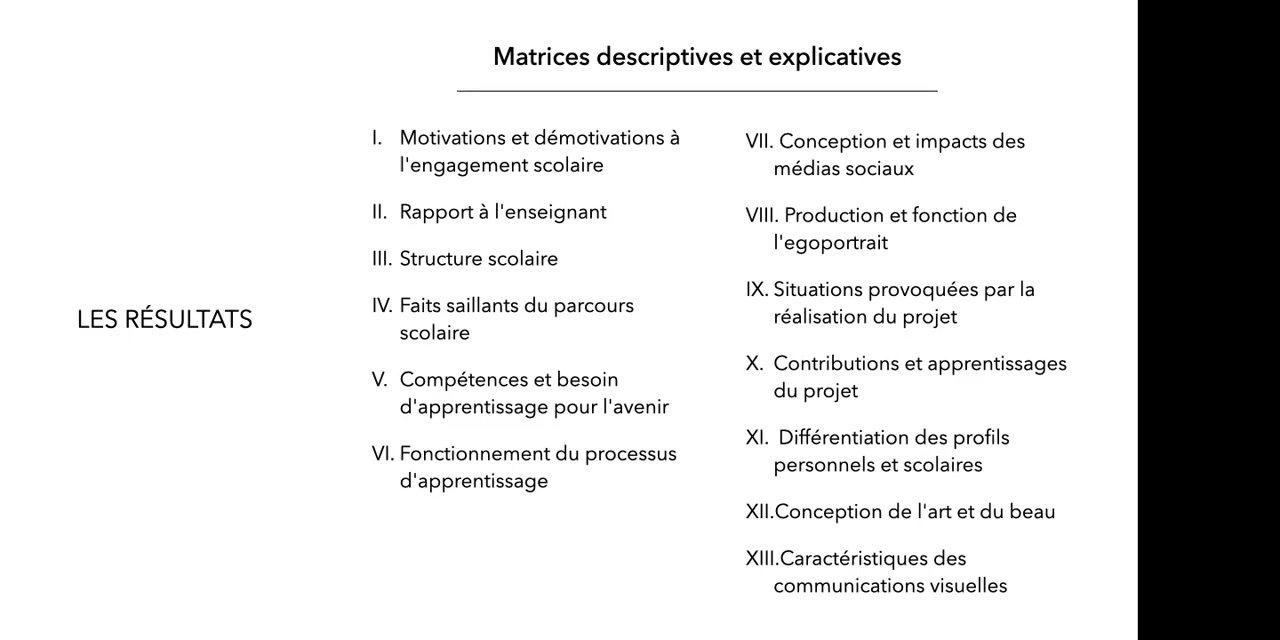 Matrices descriptives et explicatives
LES RÉSULTATS
I. Motivations et démotivations à
l'engagement scolaire
II. Rapport à l'enseignant
III. Structure scolaire
IV. Faits saillants du parcours
scolaire
V. Compétences et besoin
d'apprentissage pour l'avenir
VI. Fonctionnement du processus
d'apprentissage
VII. Conception et impacts des
médias sociaux
VIII. Production et fonction de
l'egoportrait
IX. Situations provoquées par la
réalisation du projet
X. Contributions et apprentissages
du projet
XI. Différentiation des profils
personnels et scolaires
XII.Conception de l'art et du beau
XIII.Caractéristiques des
communications visuelles